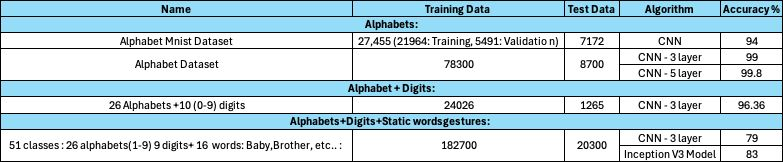 Name Training Data Test Data Algorithm Accuracy %
Alphabets:
Alphabet Mnist Dataset 27,455 (21964: Training, 5491: Validatio n) 7172 CNN 94
Alphabet Dataset 78300 8700 CNN - 3 layer 99
CNN - 5 layer 99.8
Alphabet + Digits:
26 Alphabets +10 (0-9) digits 24026 1265 CNN - 3 layer 96.36
Alphabets+Digits+Static wordsgestures:
51 classes : 26 alphabets(1-9) 9 digits+ 16 words: Baby,Brother, etc.. : 182700 20300 CNN - 3 layer 79
Inception V3 Model 83